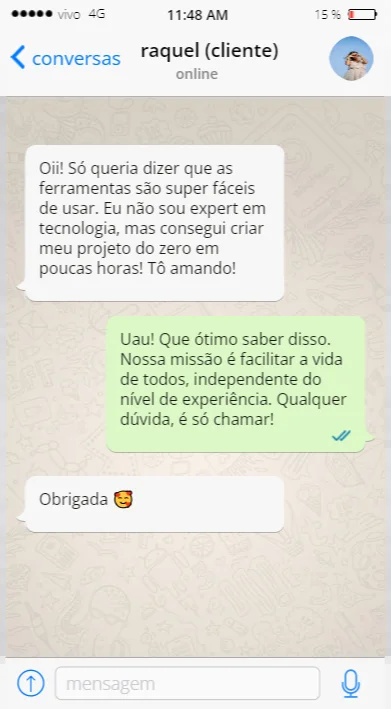 vivo 4G 11:48 AM 15 %
conversas
raquel (cliente)
online
Oii! Só queria dizer que as
ferramentas são super fáceis
de usar. Eu não sou expert em
tecnologia, mas consegui criar
meu projeto do zero em
poucas horas! Tô amando!
Uau! Que ótimo saber disso.
Nossa missão é facilitar a vida
de todos, independente do
nível de experiência. Qualquer
dúvida, é só chamar!
Obrigada 🥰
mensagem